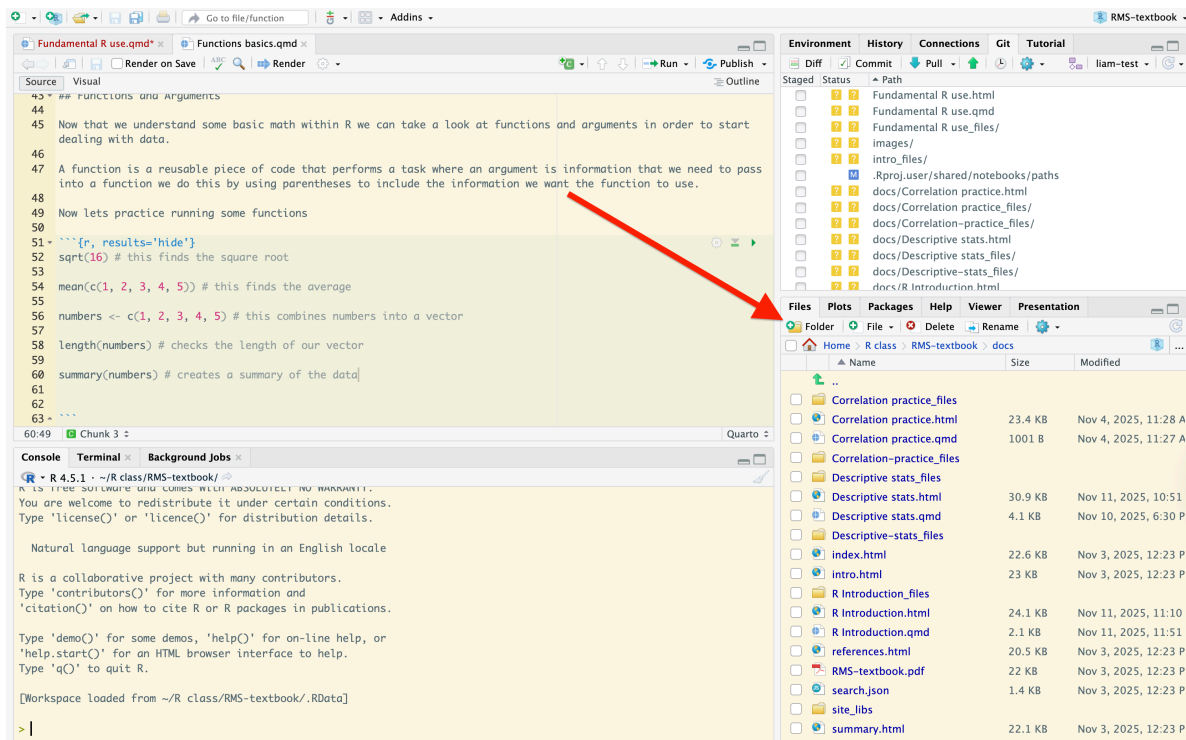 Go to file/function
Addins
RMS-textbook
Fundamental R use.qmd*
Functions basics.qmd
Render on Save
ABC
Render
Run
Publish
Source
Visual
Outline
43 ## Functions and Arguments
44
45 Now that we understand some basic math within R we can take a look at functions and arguments in order to start
dealing with data.
46
47 A function is a reusable piece of code that performs a task where an argument is information that we need to pass
into a function we do this by using parentheses to include the information we want the function to use.
48
49 Now lets practice running some functions
50
51 ```{r, results='hide'}
52 sqrt(16) # this finds the square root
53
54 mean(c(1, 2, 3, 4, 5)) # this finds the average
55
56 numbers <- c(1, 2, 3, 4, 5) # this combines numbers into a vector
57
58 length(numbers) # checks the length of our vector
59
60 summary(numbers) # creates a summary of the data
61
62
63 ```
60:49
Chunk 3
Quarto
Console
Terminal
Background Jobs
R 4.5.1 · ~/R class/RMS-textbook/
R is free software and comes with ABSOLUTELY NO WARRANTY.
You are welcome to redistribute it under certain conditions.
Type 'license()' or 'licence()' for distribution details.
Natural language support but running in an English locale
R is a collaborative project with many contributors.
Type 'contributors()' for more information and
'citation()' on how to cite R or R packages in publications.
Type 'demo()' for some demos, 'help()' for on-line help, or
'help.start()' for an HTML browser interface to help.
Type 'q()' to quit R.
[Workspace loaded from ~/R class/RMS-textbook/.RData]
>
Environment
History
Connections
Git
Tutorial
Diff
Commit
Pull
liam-test
Staged Status Path
? ? Fundamental R use.html
? ? Fundamental R use.qmd
? ? Fundamental R use_files/
? ? images/
? ? intro_files/
M .Rproj.user/shared/notebooks/paths
? ? docs/Correlation practice.html
? ? docs/Correlation practice_files/
? ? docs/Correlation-practice_files/
? ? docs/Descriptive stats.html
? ? docs/Descriptive stats_files/
? ? docs/Descriptive-stats_files/
? ? docs/R Introduction.html
Files
Plots
Packages
Help
Viewer
Presentation
Folder
File
Delete
Rename
Home > R class > RMS-textbook > docs
...
Name Size Modified
..
Correlation practice_files
Correlation practice.html 23.4 KB Nov 4, 2025, 11:28 A
Correlation practice.qmd 1001 B Nov 4, 2025, 11:27 A
Correlation-practice_files
Descriptive stats_files
Descriptive stats.html 30.9 KB Nov 11, 2025, 10:51
Descriptive stats.qmd 4.1 KB Nov 10, 2025, 6:30 P
Descriptive-stats_files
index.html 22.6 KB Nov 3, 2025, 12:23 P
intro.html 23 KB Nov 3, 2025, 12:23 P
R Introduction_files
R Introduction.html 24.1 KB Nov 11, 2025, 11:10
R Introduction.qmd 2.1 KB Nov 11, 2025, 11:51
references.html 20.5 KB Nov 3, 2025, 12:23 P
RMS-textbook.pdf 22 KB Nov 3, 2025, 12:23 P
search.json 1.4 KB Nov 3, 2025, 12:23 P
site_libs
summary.html 22.1 KB Nov 3, 2025, 12:23 P